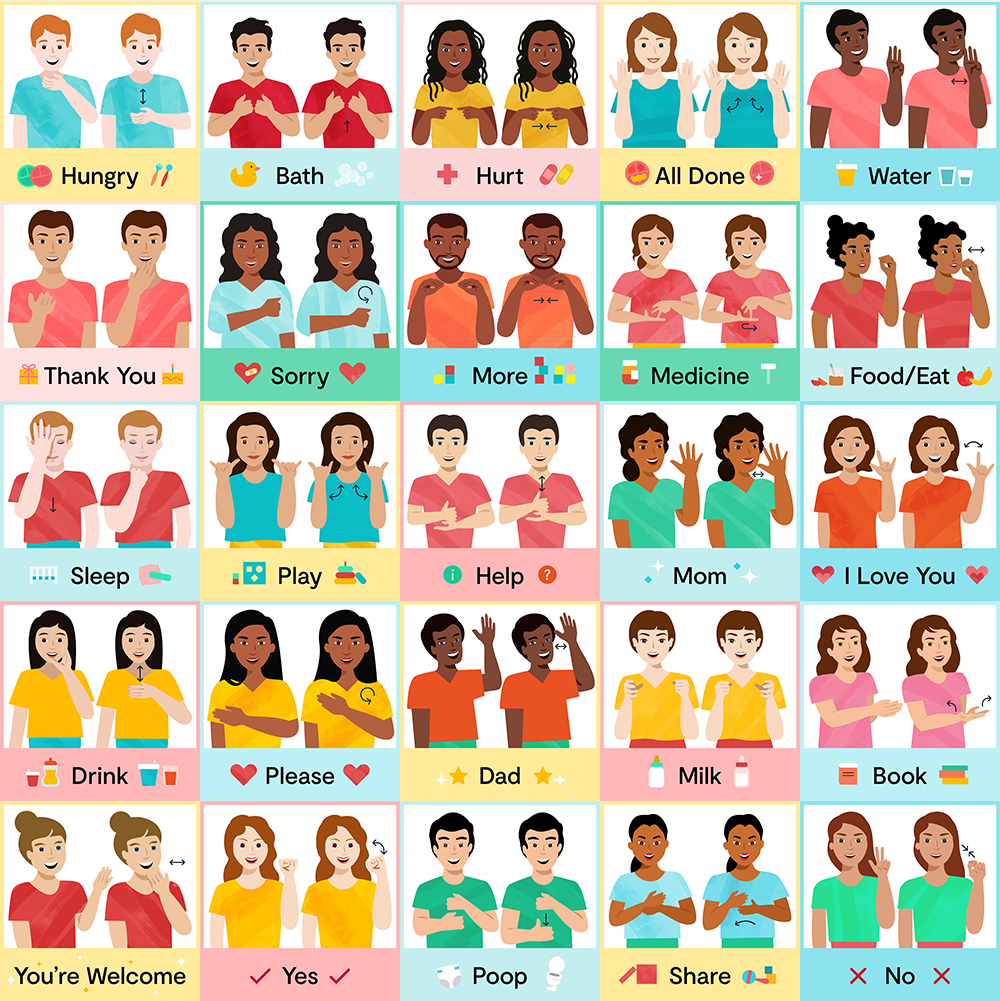 Hungry
Bath
Hurt
All Done
Water
Thank You
Sorry
More
Medicine
Food/Eat
Sleep
Play
Help
Mom
I Love You
Drink
Please
Dad
Milk
Book
You're Welcome
Yes
Poop
Share
No